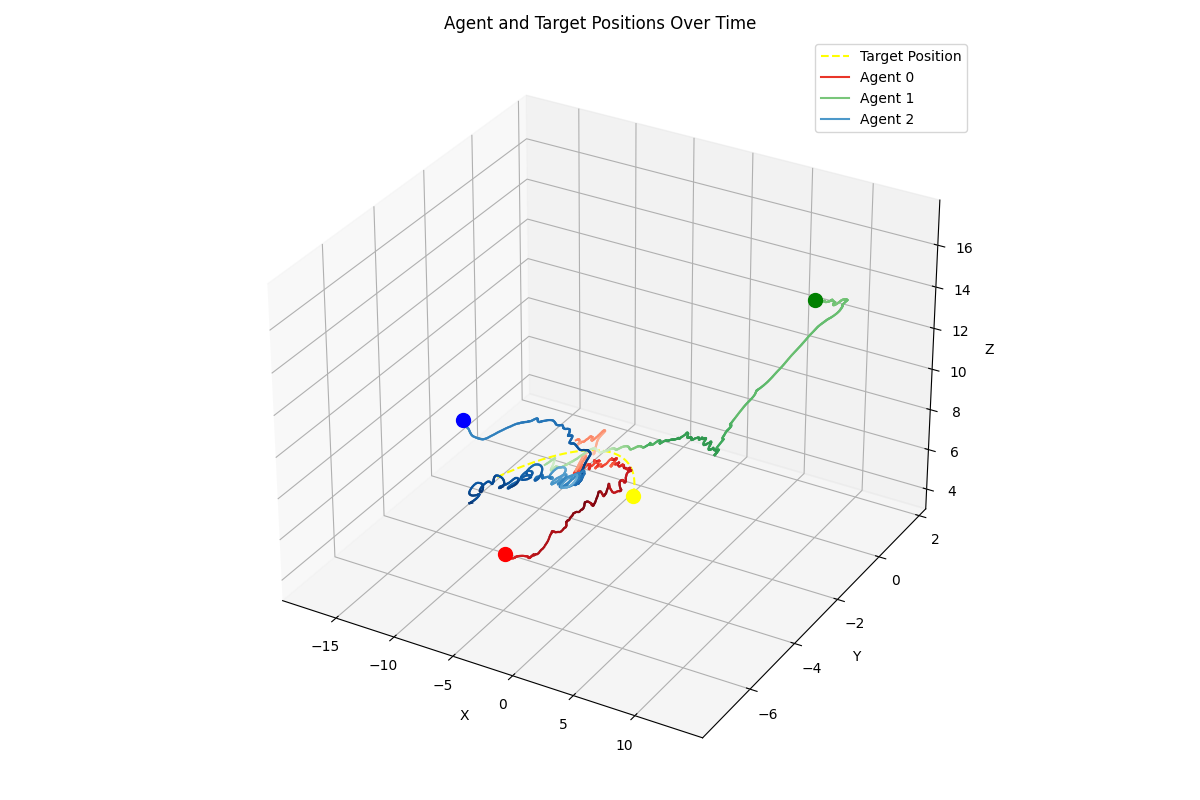 Agent and Target Positions Over Time
Target Position
Agent 0
Agent 1
Agent 2
16
14
12
10
8
6
4
Z
2
0
−2
−4
−6
Y
−15
−10
−5
0
5
10
X